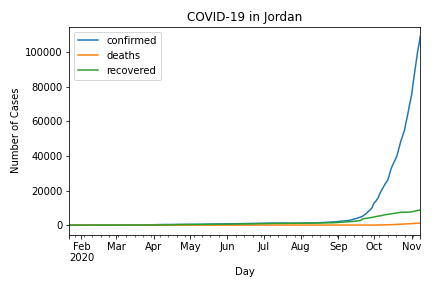 COVID-19 in Jordan
confirmed
deaths
recovered
Number of Cases
100000
80000
60000
40000
20000
0
Feb Mar Apr May Jun Jul Aug Sep Oct Nov
2020
Day